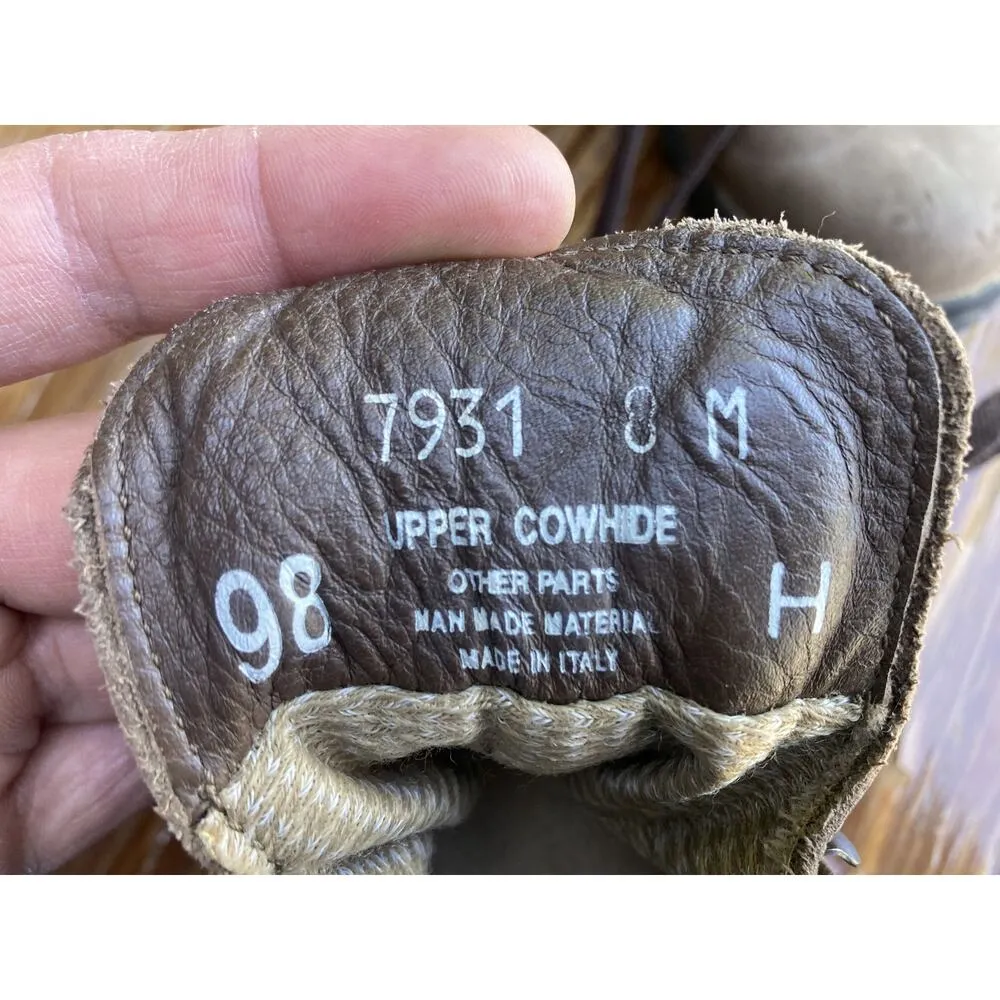 7931 8 M
UPPER COWHIDE
98 OTHER PARTS H
MAN MADE MATERIAL
MADE IN ITALY